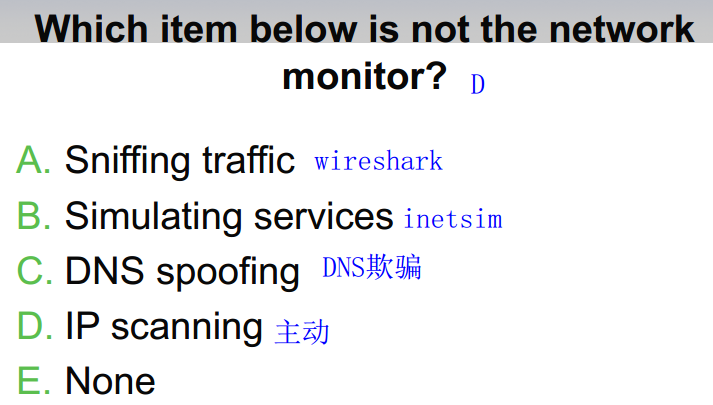 Which item below is not the network
monitor? D
A. Sniffing traffic wireshark
B. Simulating services inetsim
C. DNS spoofing DNS欺骗
D. IP scanning 主动
E. None